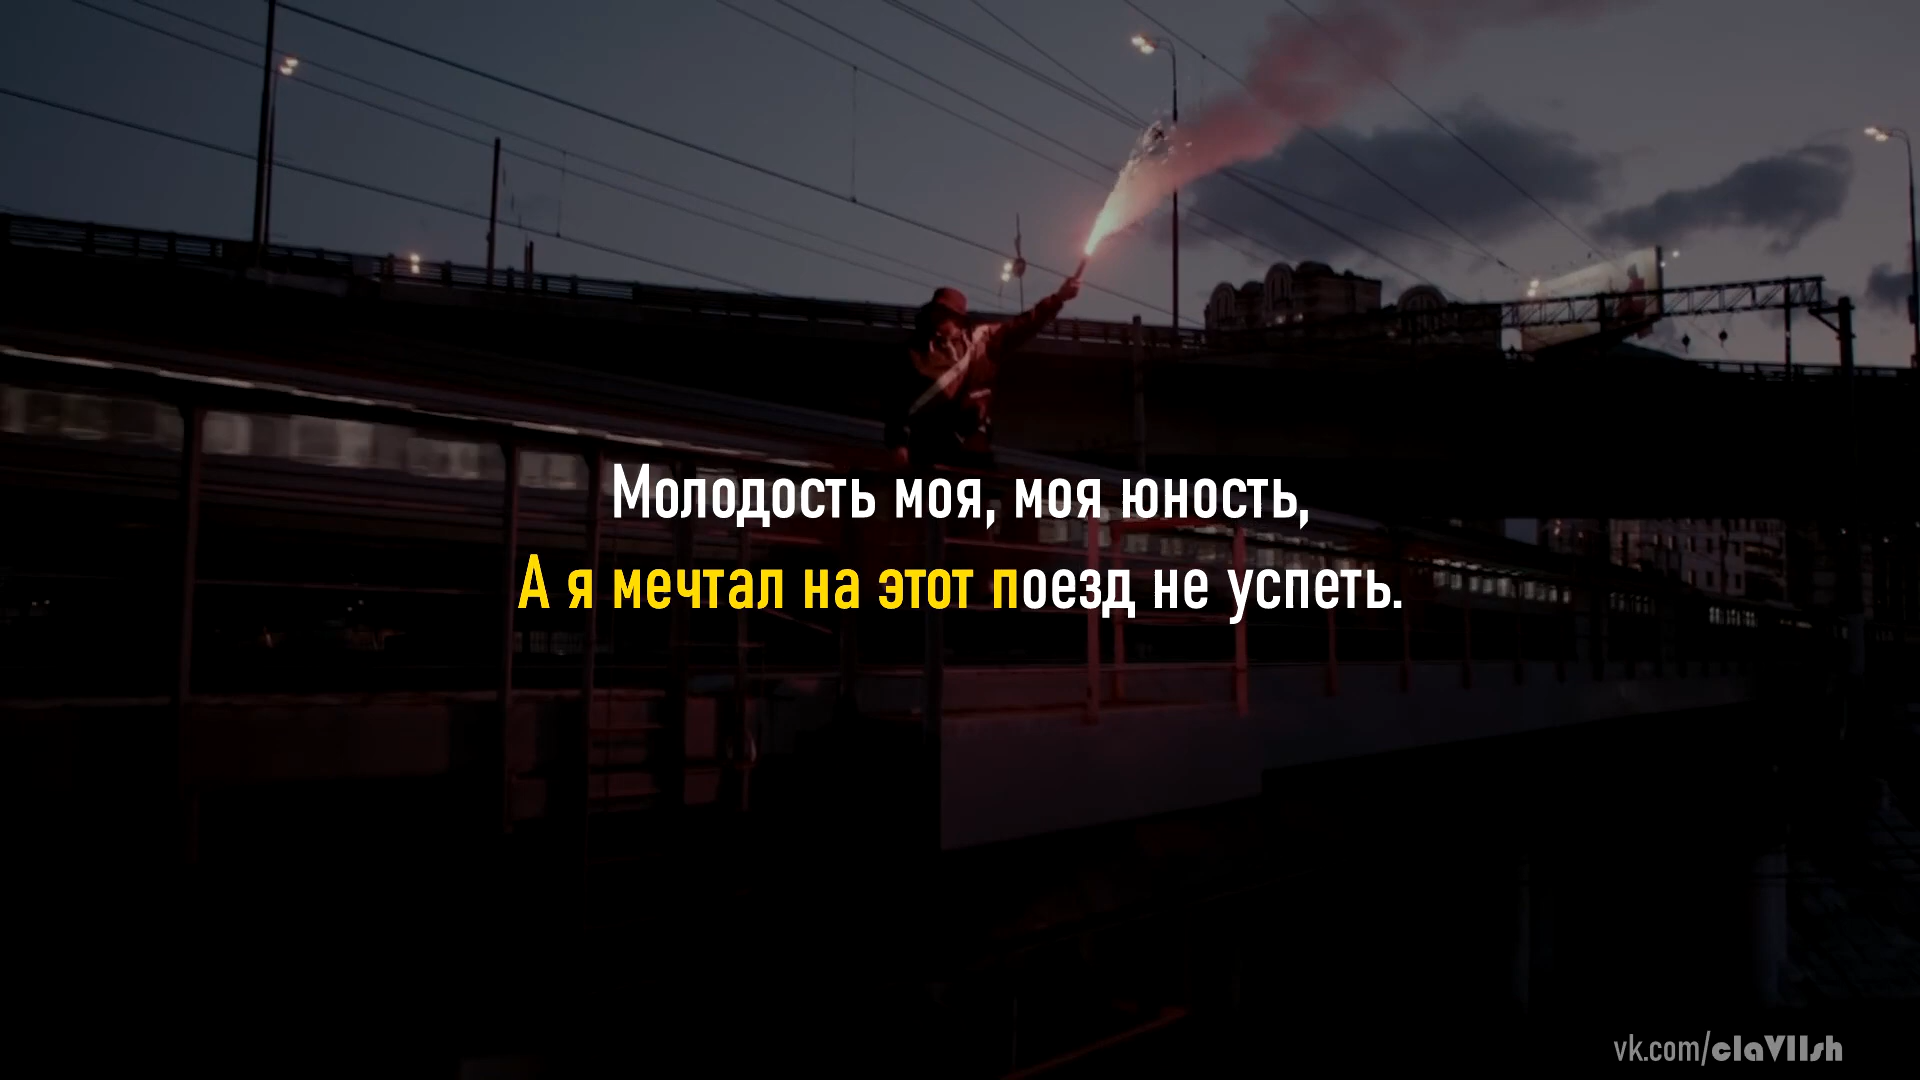 Молодость моя, моя юность,
А я мечтал на этот поезд не успеть.
vk.com/claVIIsh